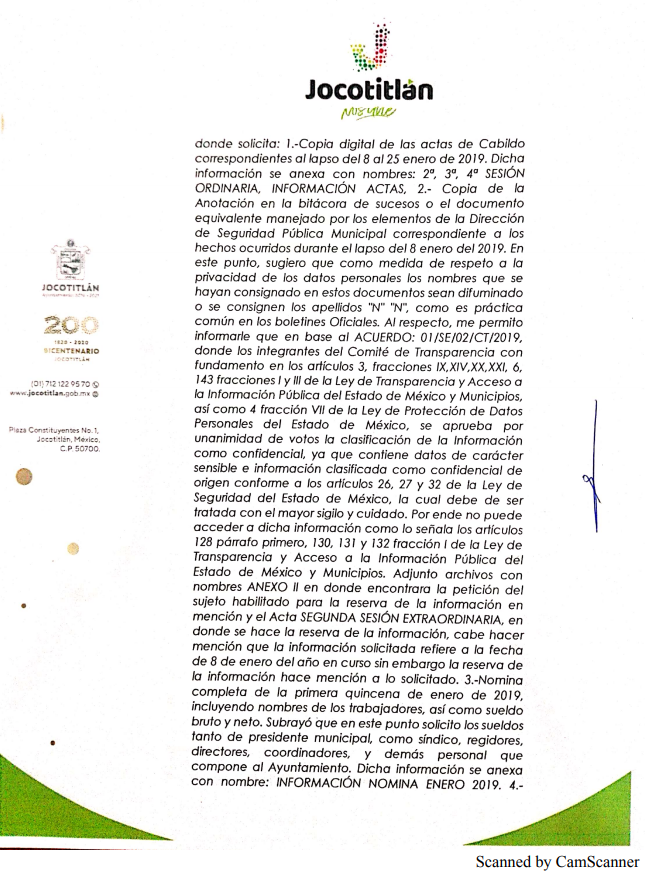 Jocotitlán
nos une
donde solicita: 1.-Copia digital de las actas de Cabildo
correspondientes al lapso del 8 al 25 enero de 2019. Dicha
información se anexa con nombres: 2ª, 3ª, 4ª SESIÓN
ORDINARIA, INFORMACIÓN ACTAS, 2.- Copia de la
Anotación en la bitácora de sucesos o el documento
equivalente manejado por los elementos de la Dirección
de Seguridad Pública Municipal correspondiente a los
hechos ocurridos durante el lapso del 8 enero del 2019. En
este punto, sugiero que como medida de respeto a la
privacidad de los datos personales los nombres que se
hayan consignado en estos documentos sean difuminado
o se consignen los apellidos "N" "N", como es práctica
común en los boletines Oficiales. Al respecto, me permito
informarle que en base al ACUERDO: 01/SE/02/CT/2019,
donde los integrantes del Comité de Transparencia con
fundamento en los artículos 3, fracciones IX,XIV,XX,XXI, 6,
143 fracciones I y III de la Ley de Transparencia y Acceso a
la Información Pública del Estado de México y Municipios,
así como 4 fracción VII de la Ley de Protección de Datos
Personales del Estado de México, se aprueba por
unanimidad de votos la clasificación de la Información
como confidencial, ya que contiene datos de carácter
sensible e información clasificada como confidencial de
origen conforme a los artículos 26, 27 y 32 de la Ley de
Seguridad del Estado de México, la cual debe de ser
tratada con el mayor sigilo y cuidado. Por ende no puede
acceder a dicha información como lo señala los artículos
128 párrafo primero, 130, 131 y 132 fracción I de la Ley de
Transparencia y Acceso a la Información Pública del
Estado de México y Municipios. Adjunto archivos con
nombres ANEXO II en donde encontrara la petición del
sujeto habilitado para la reserva de la información en
mención y el Acta SEGUNDA SESIÓN EXTRAORDINARIA, en
donde se hace la reserva de la información, cabe hacer
mención que la información solicitada refiere a la fecha
de 8 de enero del año en curso sin embargo la reserva de
la información hace mención a lo solicitado. 3.-Nomina
completa de la primera quincena de enero de 2019,
incluyendo nombres de los trabajadores, así como sueldo
bruto y neto. Subrayó que en este punto solicito los sueldos
tanto de presidente municipal, como síndico, regidores,
directores, coordinadores, y demás personal que
compone al Ayuntamiento. Dicha información se anexa
con nombre: INFORMACIÓN NOMINA ENERO 2019. 4.-
JOCOTITLÁN
200
1820 - 2020
BICENTENARIO
JOCOTITLÁN
(01) 712 122 95 70
www.jocotitlan.gob.mx
Plaza Constituyentes No. 1,
Jocotitlán, México,
C.P. 50700.
Scanned by CamScanner